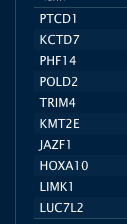 PTCD1
KCTD7
PHF14
POLD2
TRIM4
KMT2E
JAZF1
HOXA10
LIMK1
LUC7L2